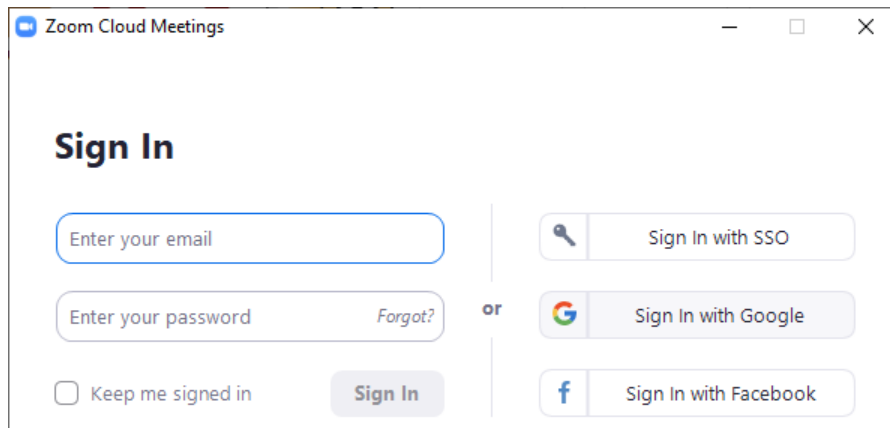 Zoom Cloud Meetings
Sign In
Enter your email
Enter your password Forgot?
Keep me signed in Sign In
or
Sign In with SSO
Sign In with Google
Sign In with Facebook